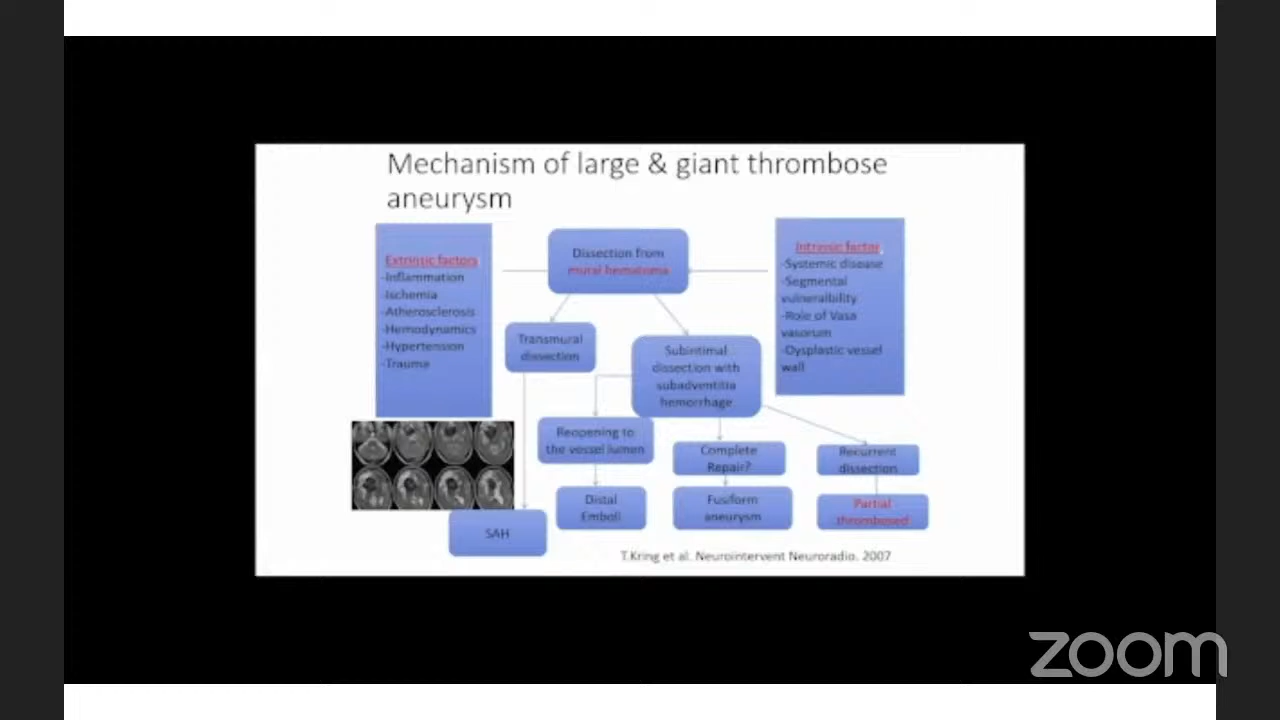 Mechanism of large & giant thrombose
aneurysm
Extrinsic factors
-Inflammation
-Ischemia
-Atherosclerosis
-Hemodynamics
-Hypertension
-Trauma
Dissection from
mural hematoma
Intrinsic factor
-Systemic disease
-Segmental
vulneralbility
-Role of Vasa
vasorum
-Dysplastic vessel
wall
Transmural
dissection
Subintimal
dissection with
subadventitia
hemorrhage
Reopening to
the vessel lumen
Complete
Repair?
Recurrent
dissection
Distal
Emboli
Fusiform
aneurysm
Partial
thrombosed
SAH
T.Kring et al. Neurointervent Neuroradio. 2007
zoom